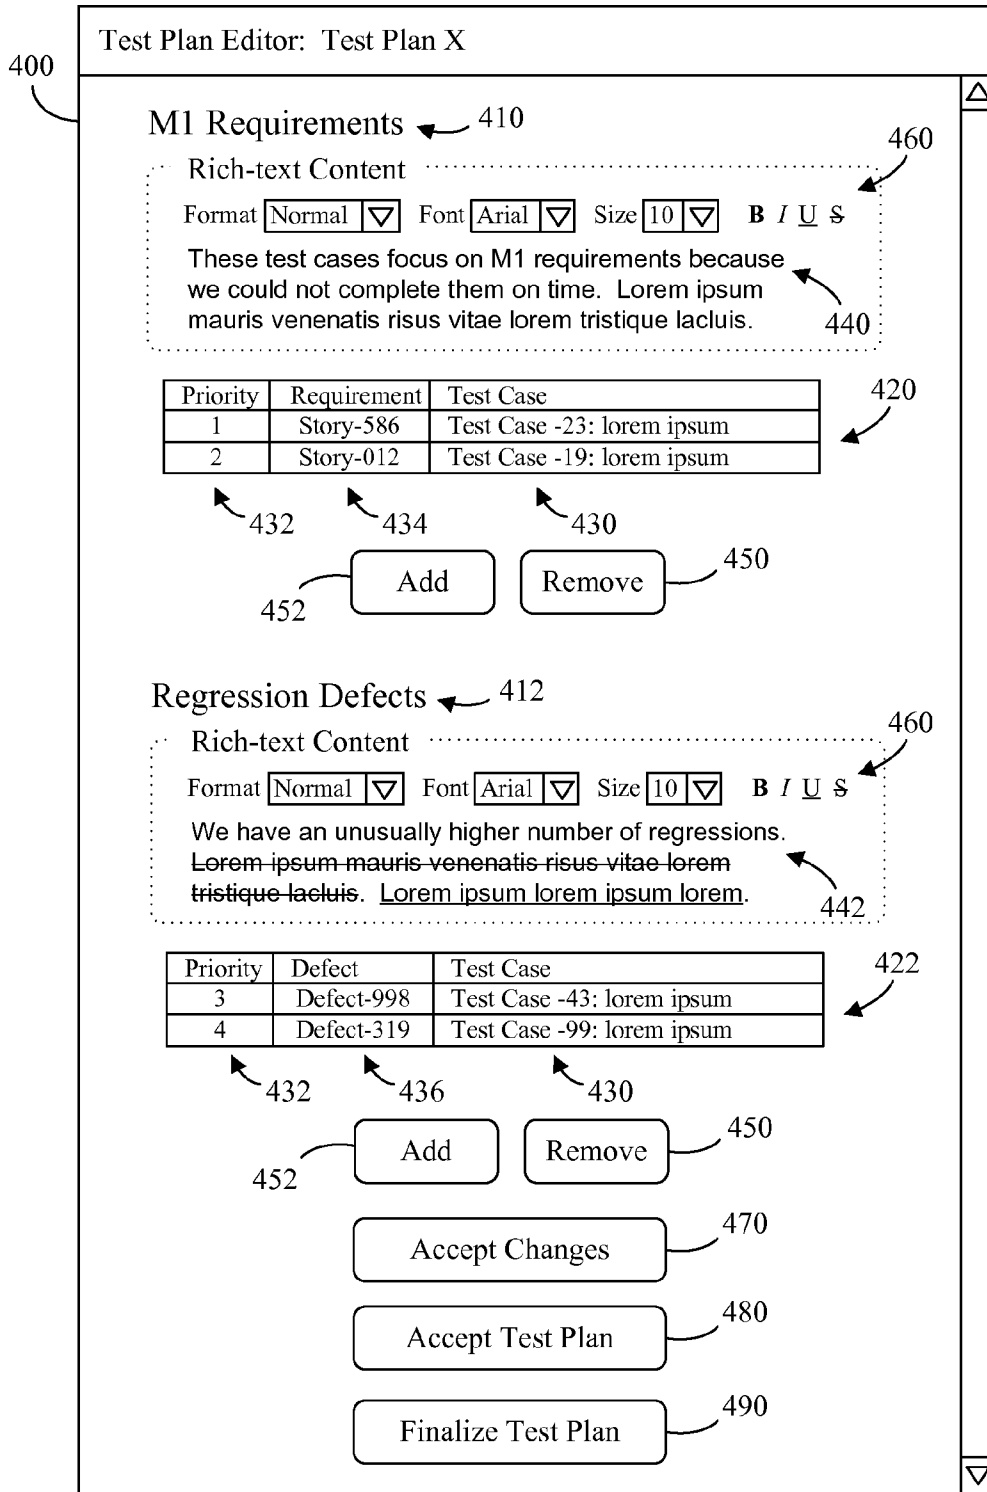 Test Plan Editor: Test Plan X
400
M1 Requirements 410
460
Rich-text Content
Format Normal Font Arial Size 10 B I U S
These test cases focus on M1 requirements because
we could not complete them on time. Lorem ipsum
mauris venenatis risus vitae lorem tristique lacluis.
440
420
Priority Requirement Test Case
1 Story-586 Test Case -23: lorem ipsum
2 Story-012 Test Case -19: lorem ipsum
432 434 430
450
Add Remove
452
Regression Defects 412
460
Rich-text Content
Format Normal Font Arial Size 10 B I U S
We have an unusually higher number of regressions.
Lorem ipsum mauris venenatis risus vitae lorem
tristique lacluis. Lorem ipsum lorem ipsum lorem.
442
422
Priority Defect Test Case
3 Defect-998 Test Case -43: lorem ipsum
4 Defect-319 Test Case -99: lorem ipsum
432 436 430
450
Add Remove
452
470
Accept Changes
480
Accept Test Plan
490
Finalize Test Plan